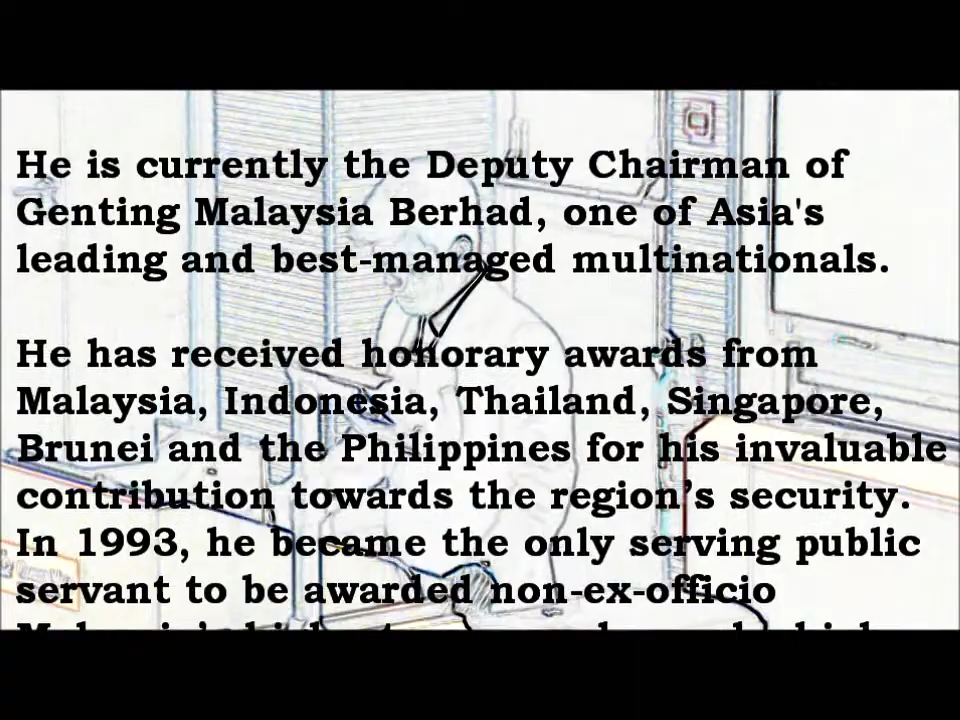 He is currently the Deputy Chairman of
Genting Malaysia Berhad, one of Asia's
leading and best-managed multinationals.
He has received honorary awards from
Malaysia, Indonesia, Thailand, Singapore,
Brunei and the Philippines for his invaluable
contribution towards the region’s security.
In 1993, he became the only serving public
servant to be awarded non-ex-officio